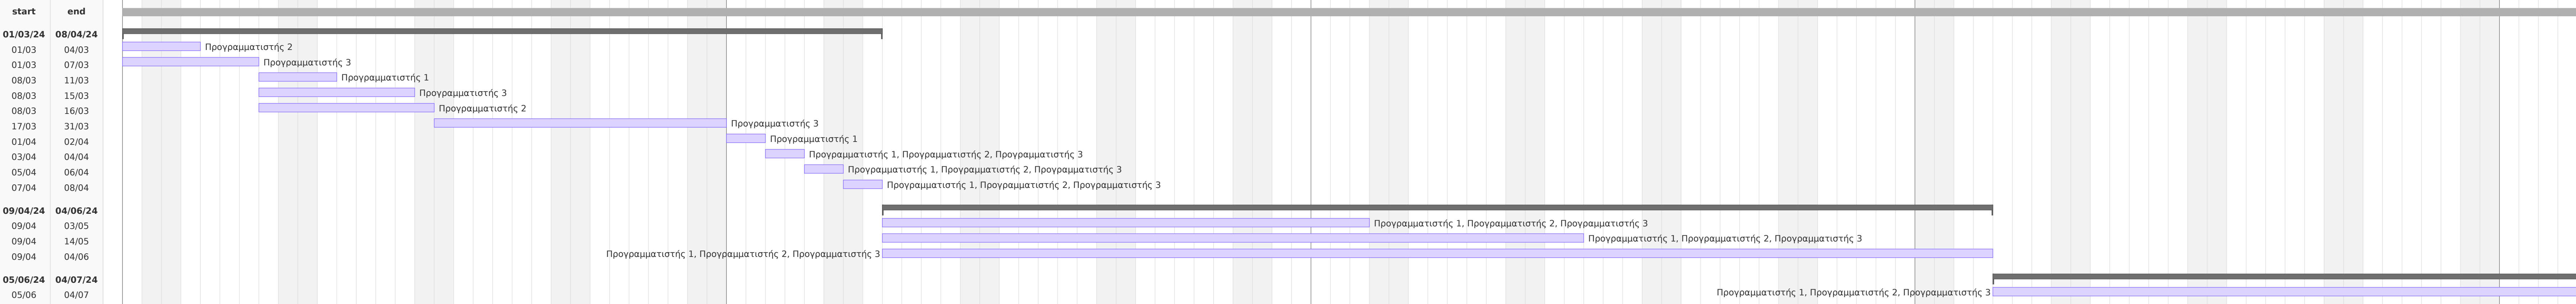 start end
01/03/24 08/04/24
01/03 04/03 Προγραμματιστής 2
01/03 07/03 Προγραμματιστής 3
08/03 11/03 Προγραμματιστής 1
08/03 15/03 Προγραμματιστής 3
08/03 16/03 Προγραμματιστής 2
17/03 31/03 Προγραμματιστής 3
01/04 02/04 Προγραμματιστής 1
03/04 04/04 Προγραμματιστής 1, Προγραμματιστής 2, Προγραμματιστής 3
05/04 06/04 Προγραμματιστής 1, Προγραμματιστής 2, Προγραμματιστής 3
07/04 08/04 Προγραμματιστής 1, Προγραμματιστής 2, Προγραμματιστής 3
09/04/24 04/06/24
09/04 03/05 Προγραμματιστής 1, Προγραμματιστής 2, Προγραμματιστής 3
09/04 14/05 Προγραμματιστής 1, Προγραμματιστής 2, Προγραμματιστής 3
09/04 04/06 Προγραμματιστής 1, Προγραμματιστής 2, Προγραμματιστής 3
05/06/24 04/07/24
05/06 04/07 Προγραμματιστής 1, Προγραμματιστής 2, Προγραμματιστής 3